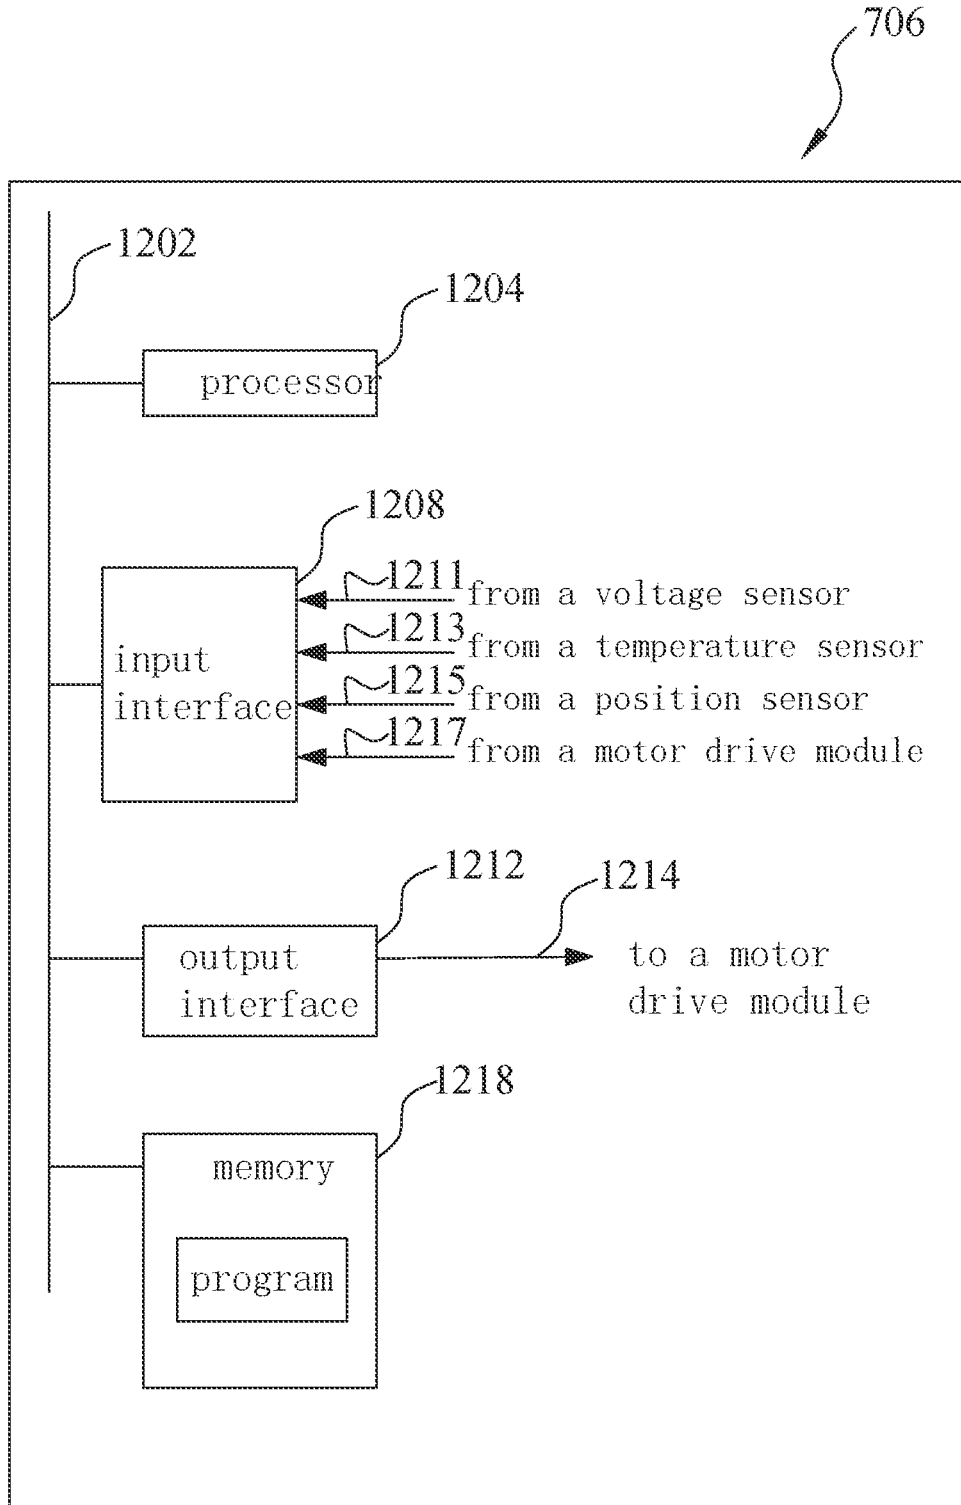 706
1202
1204
processor
1208
1211
from a voltage sensor
1213
from a temperature sensor
input
interface
1215
from a position sensor
1217
from a motor drive module
1212
1214
output
interface
to a motor
drive module
1218
memory
program